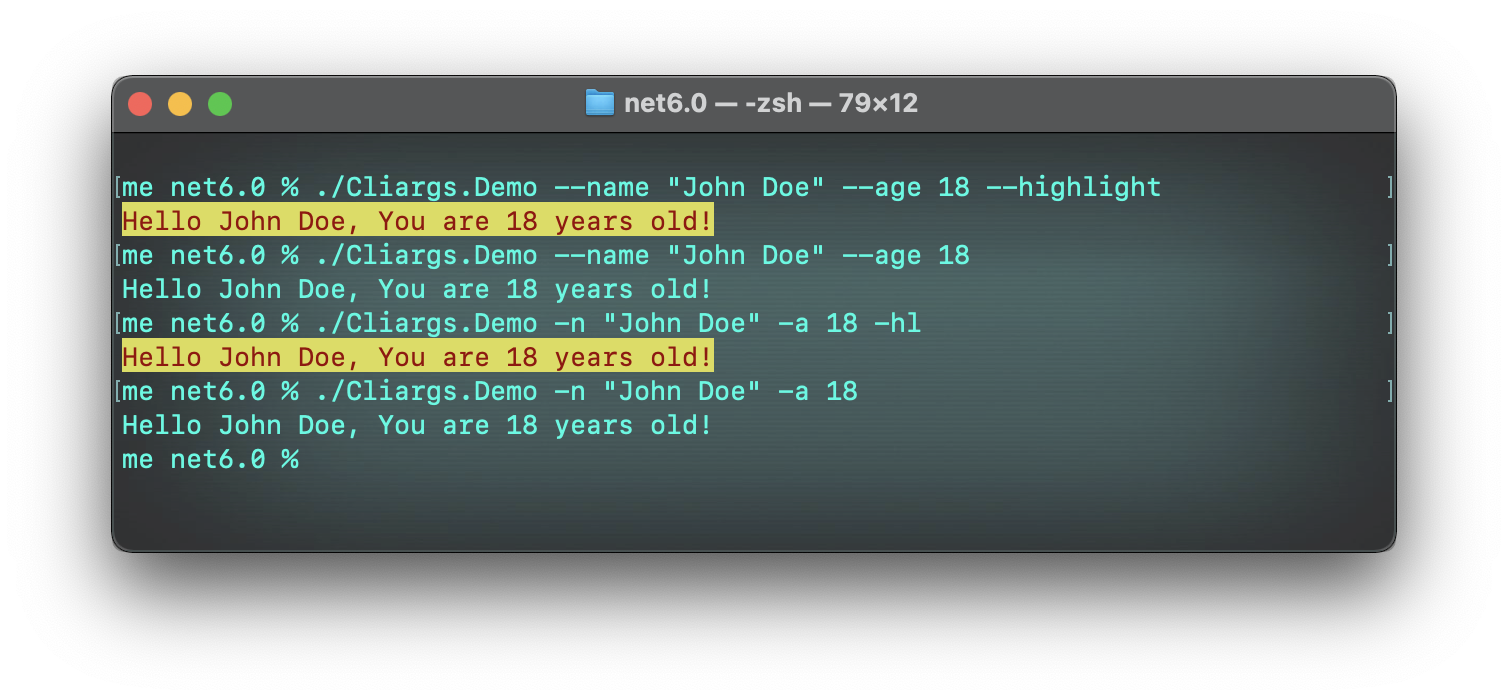 net6.0 — -zsh — 79×12
[me net6.0 % ./Cliargs.Demo --name "John Doe" --age 18 --highlight ]
Hello John Doe, You are 18 years old!
[me net6.0 % ./Cliargs.Demo --name "John Doe" --age 18 ]
Hello John Doe, You are 18 years old!
[me net6.0 % ./Cliargs.Demo -n "John Doe" -a 18 -hl ]
Hello John Doe, You are 18 years old!
[me net6.0 % ./Cliargs.Demo -n "John Doe" -a 18 ]
Hello John Doe, You are 18 years old!
me net6.0 %